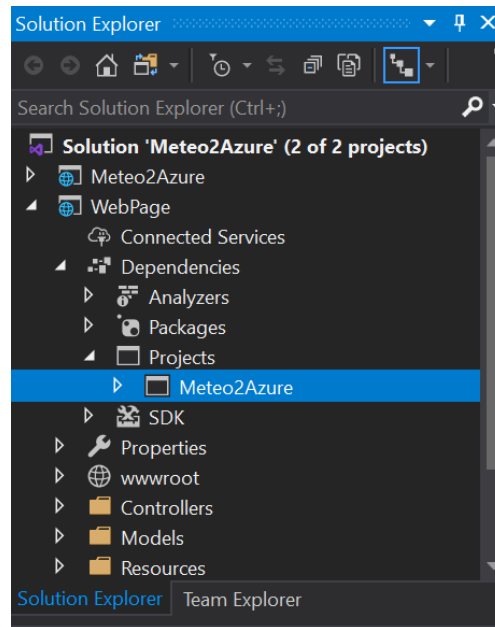 Solution Explorer
Search Solution Explorer (Ctrl+;)
Solution 'Meteo2Azure' (2 of 2 projects)
Meteo2Azure
WebPage
Connected Services
Dependencies
Analyzers
Packages
Projects
Meteo2Azure
SDK
Properties
wwwroot
Controllers
Models
Resources
Solution Explorer Team Explorer